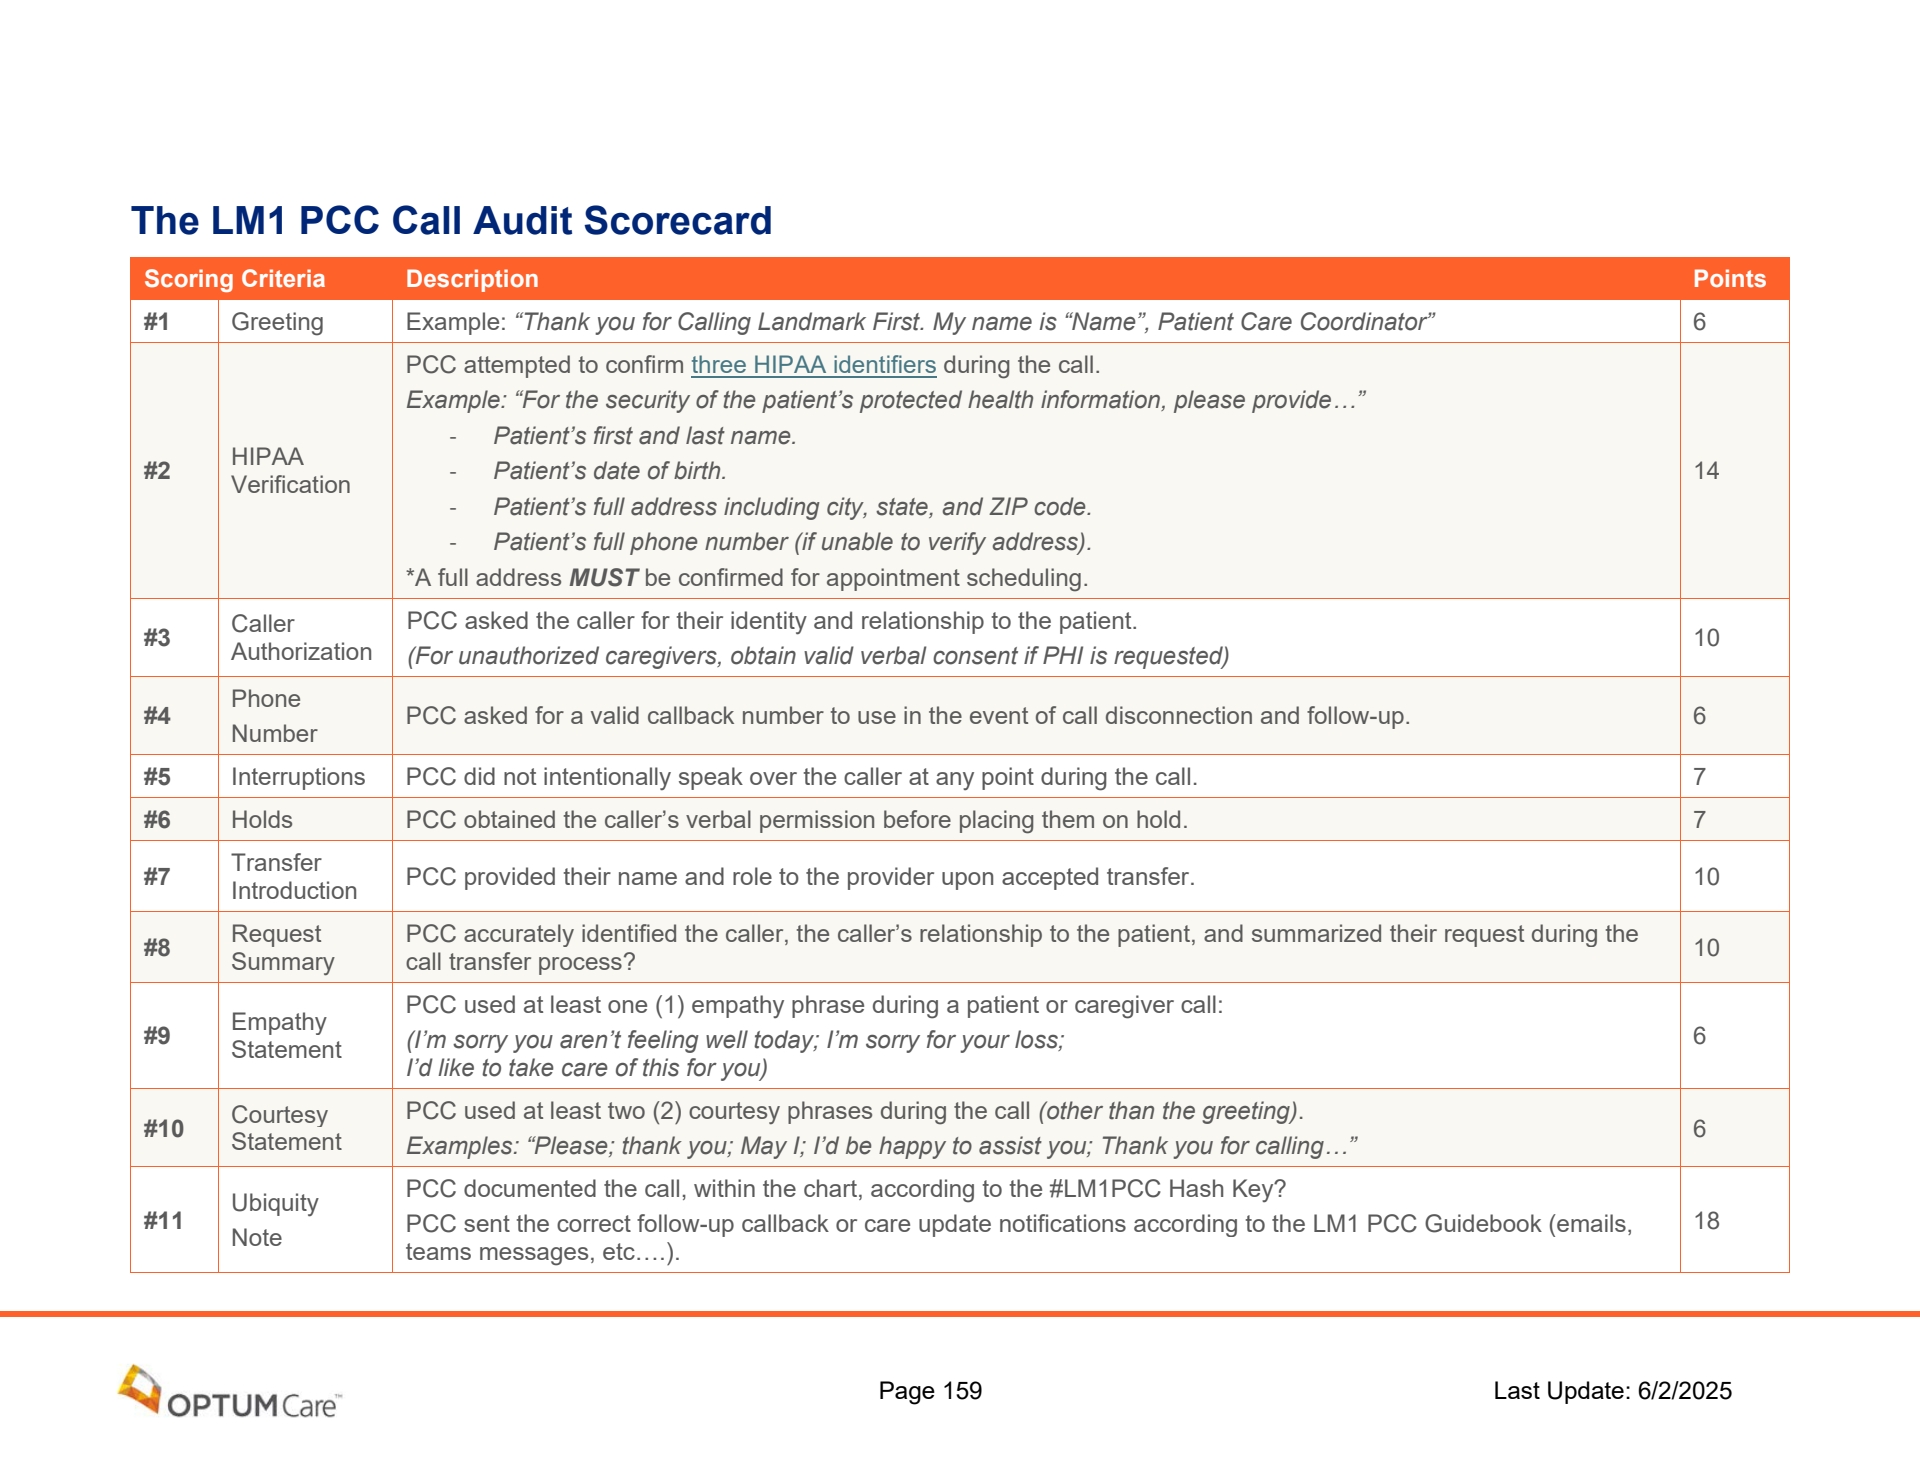 The LM1 PCC Call Audit Scorecard
Scoring Criteria Description Points
#1 Greeting Example: “Thank you for Calling Landmark First. My name is “Name”, Patient Care Coordinator” 6
#2 HIPAA Verification 14
PCC attempted to confirm three HIPAA identifiers during the call.
Example: “For the security of the patient’s protected health information, please provide…”
- Patient’s first and last name.
- Patient’s date of birth.
- Patient’s full address including city, state, and ZIP code.
- Patient’s full phone number (if unable to verify address).
*A full address MUST be confirmed for appointment scheduling.
#3 Caller Authorization 10
PCC asked the caller for their identity and relationship to the patient.
(For unauthorized caregivers, obtain valid verbal consent if PHI is requested)
#4 Phone Number PCC asked for a valid callback number to use in the event of call disconnection and follow-up. 6
#5 Interruptions PCC did not intentionally speak over the caller at any point during the call. 7
#6 Holds PCC obtained the caller’s verbal permission before placing them on hold. 7
#7 Transfer Introduction PCC provided their name and role to the provider upon accepted transfer. 10
#8 Request Summary 10
PCC accurately identified the caller, the caller’s relationship to the patient, and summarized their request during the
call transfer process?
#9 Empathy Statement 6
PCC used at least one (1) empathy phrase during a patient or caregiver call:
(I’m sorry you aren’t feeling well today; I’m sorry for your loss;
I’d like to take care of this for you)
#10 Courtesy Statement 6
PCC used at least two (2) courtesy phrases during the call (other than the greeting).
Examples: “Please; thank you; May I; I’d be happy to assist you; Thank you for calling…”
#11 Ubiquity Note 18
PCC documented the call, within the chart, according to the #LM1PCC Hash Key?
PCC sent the correct follow-up callback or care update notifications according to the LM1 PCC Guidebook (emails,
teams messages, etc.…).
OPTUMCare™ Page 159 Last Update: 6/2/2025